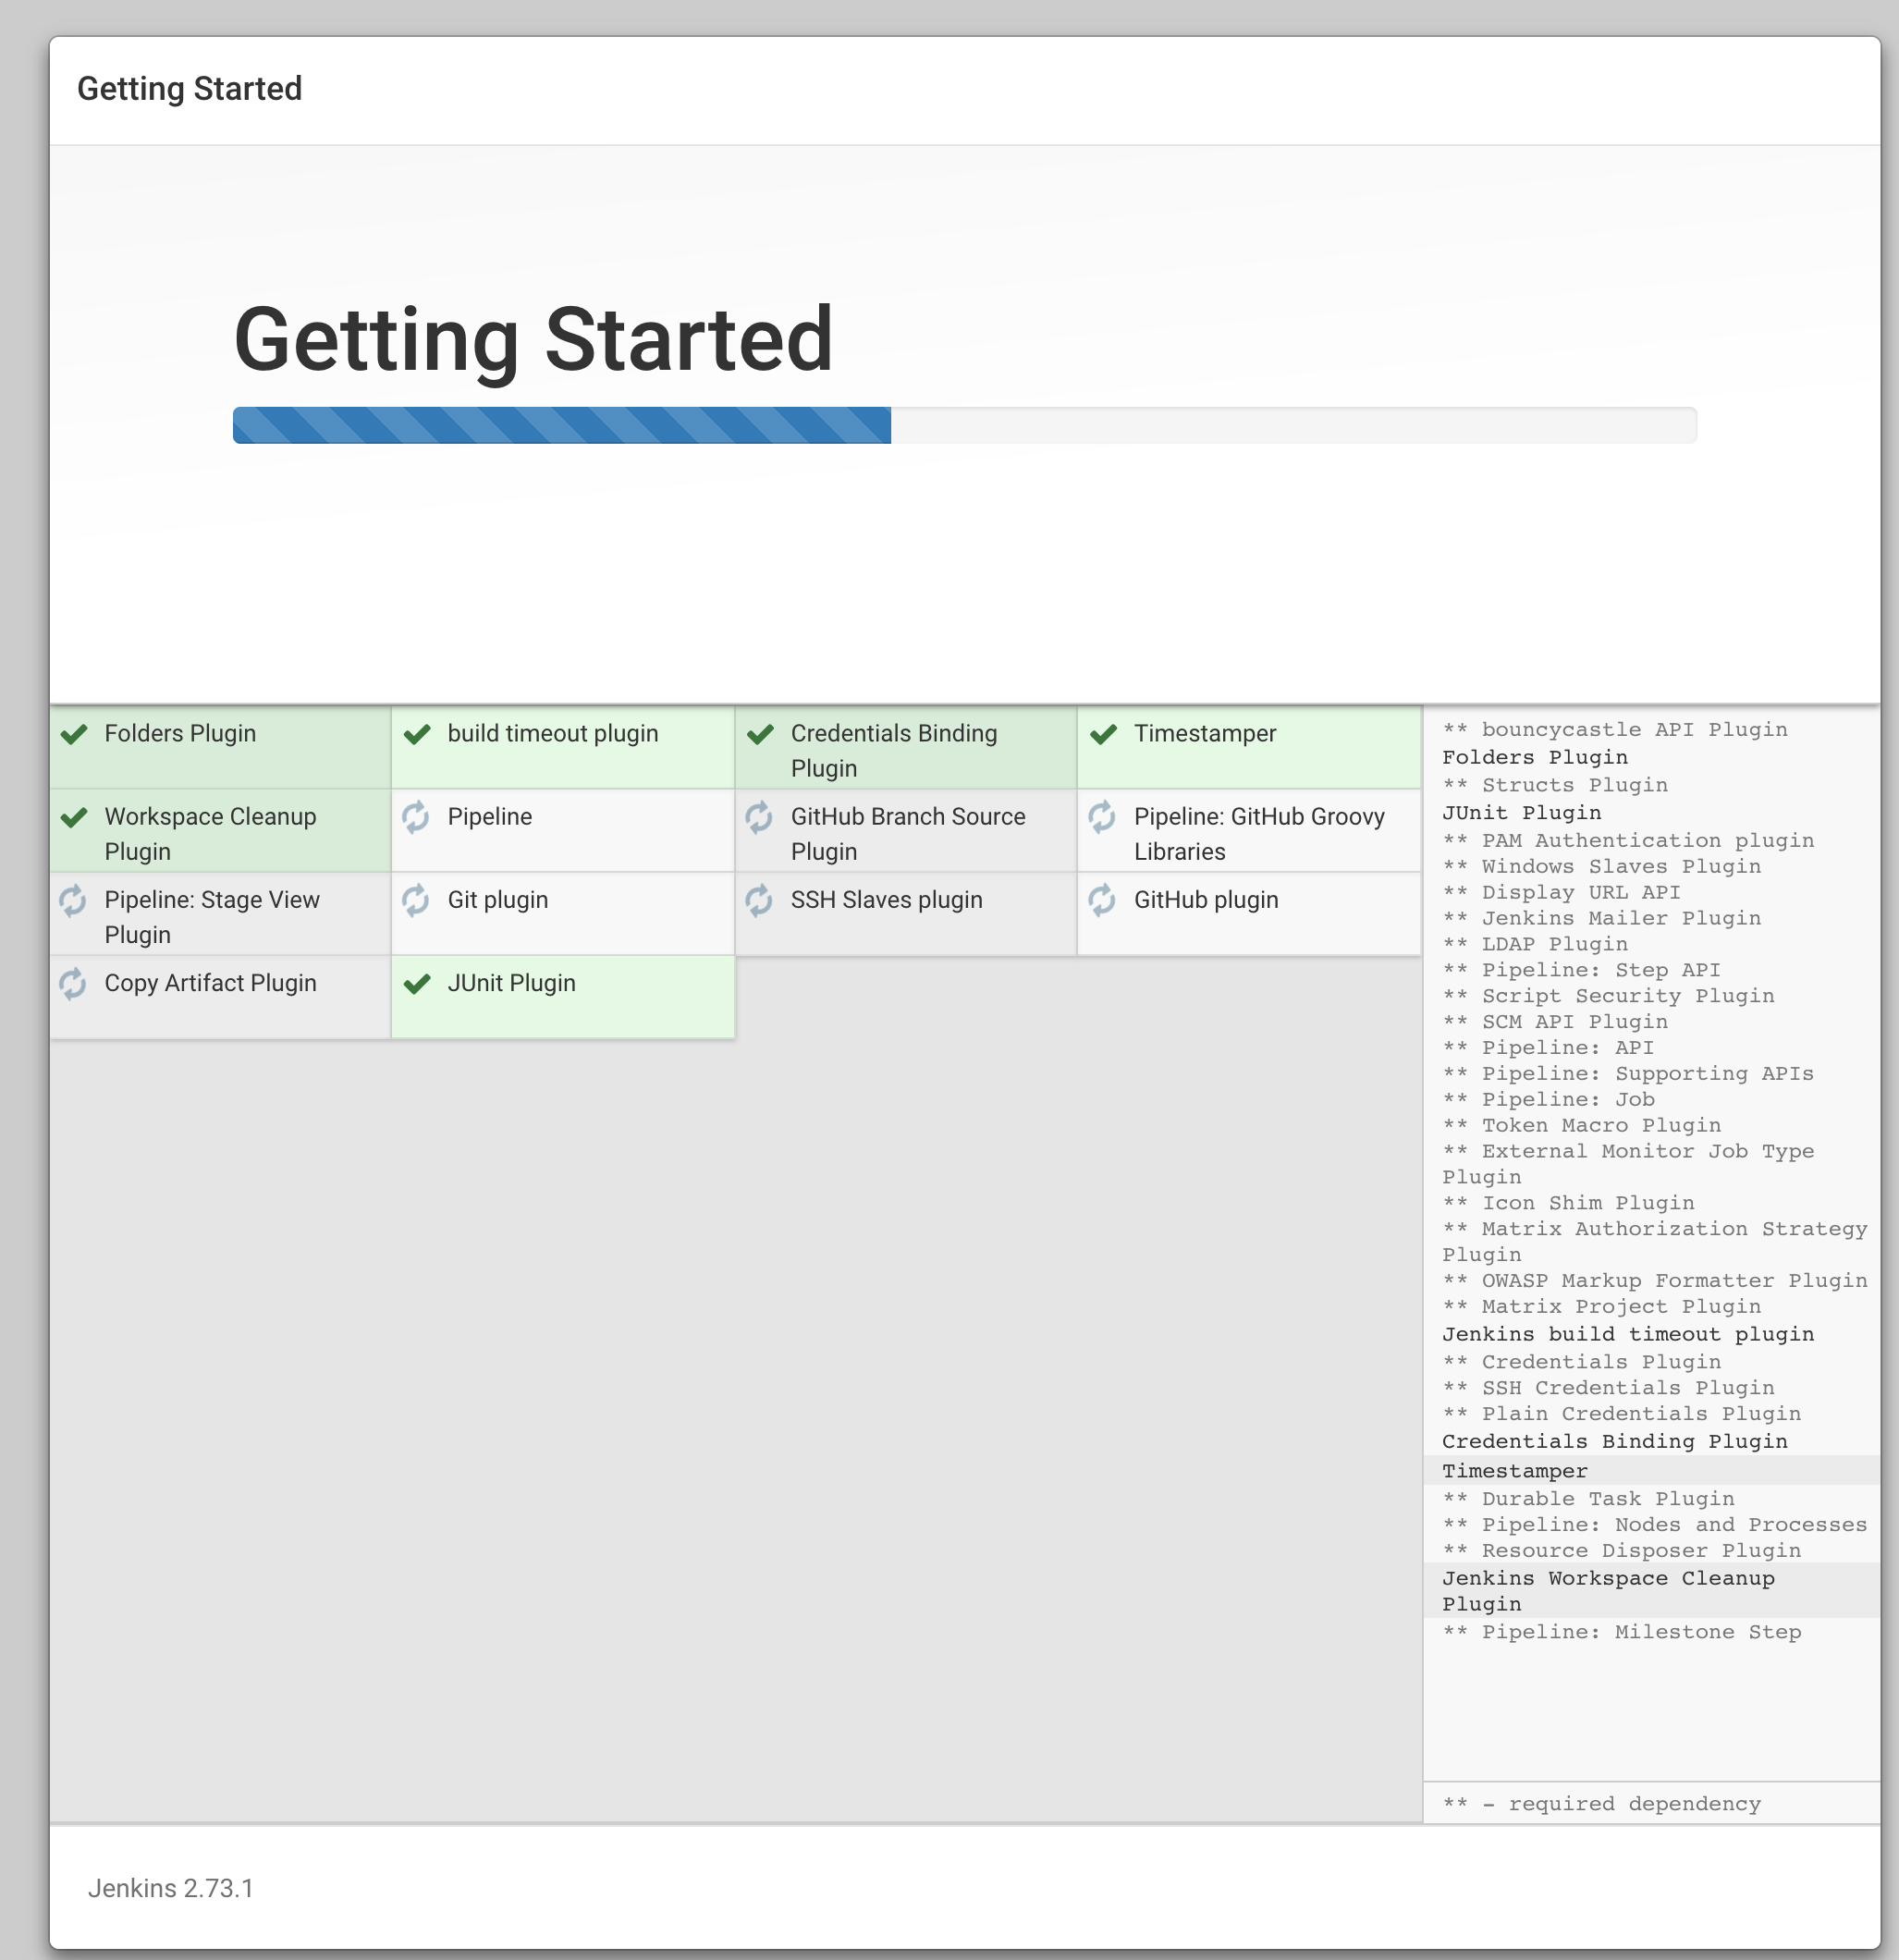 Getting Started
Getting Started
Folders Plugin
build timeout plugin
Credentials Binding
Plugin
Timestamper
Workspace Cleanup
Plugin
Pipeline
GitHub Branch Source
Plugin
Pipeline: GitHub Groovy
Libraries
Pipeline: Stage View
Plugin
Git plugin
SSH Slaves plugin
GitHub plugin
Copy Artifact Plugin
JUnit Plugin
** bouncycastle API Plugin
Folders Plugin
** Structs Plugin
JUnit Plugin
** PAM Authentication plugin
** Windows Slaves Plugin
** Display URL API
** Jenkins Mailer Plugin
** LDAP Plugin
** Pipeline: Step API
** Script Security Plugin
** SCM API Plugin
** Pipeline: API
** Pipeline: Supporting APIs
** Pipeline: Job
** Token Macro Plugin
** External Monitor Job Type
Plugin
** Icon Shim Plugin
** Matrix Authorization Strategy
Plugin
** OWASP Markup Formatter Plugin
** Matrix Project Plugin
Jenkins build timeout plugin
** Credentials Plugin
** SSH Credentials Plugin
** Plain Credentials Plugin
Credentials Binding Plugin
Timestamper
** Durable Task Plugin
** Pipeline: Nodes and Processes
** Resource Disposer Plugin
Jenkins Workspace Cleanup
Plugin
** Pipeline: Milestone Step
** - required dependency
Jenkins 2.73.1